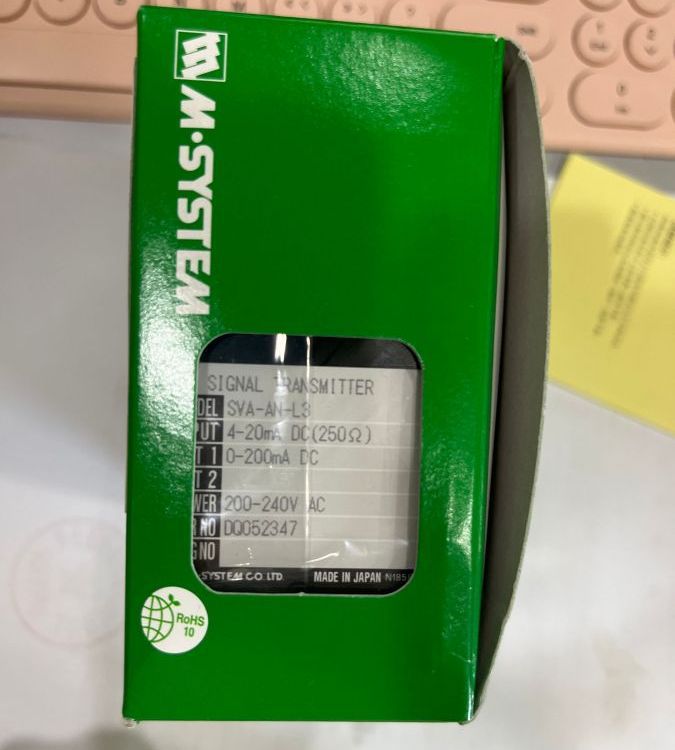 M·SYSTEM
SIGNAL TRANSMITTER
DEL SVA-AN-L3
PUT 4-20mA DC(250Ω)
T 1 0-200mA DC
T 2
WER 200-240V AC
NO DQ052347
G NO
.SYSTEM CO.,LTD. MADE IN JAPAN N185
RoHS
10